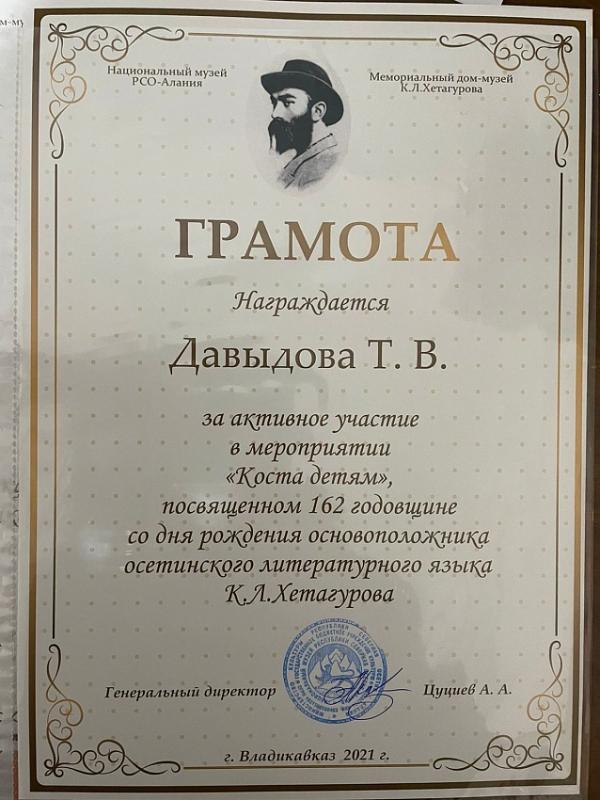 Национальный музей
РСО-Алания
Мемориальный дом-музей
К.Л.Хетагурова
ГРАМОТА
Награждается
Давыдова Т. В.
за активное участие
в мероприятии
«Коста детям»,
посвященном 162 годовщине
со дня рождения основоположника
осетинского литературного языка
К.Л.Хетагурова
Генеральный директор
Цуциев А. А.
г. Владикавказ 2021 г.